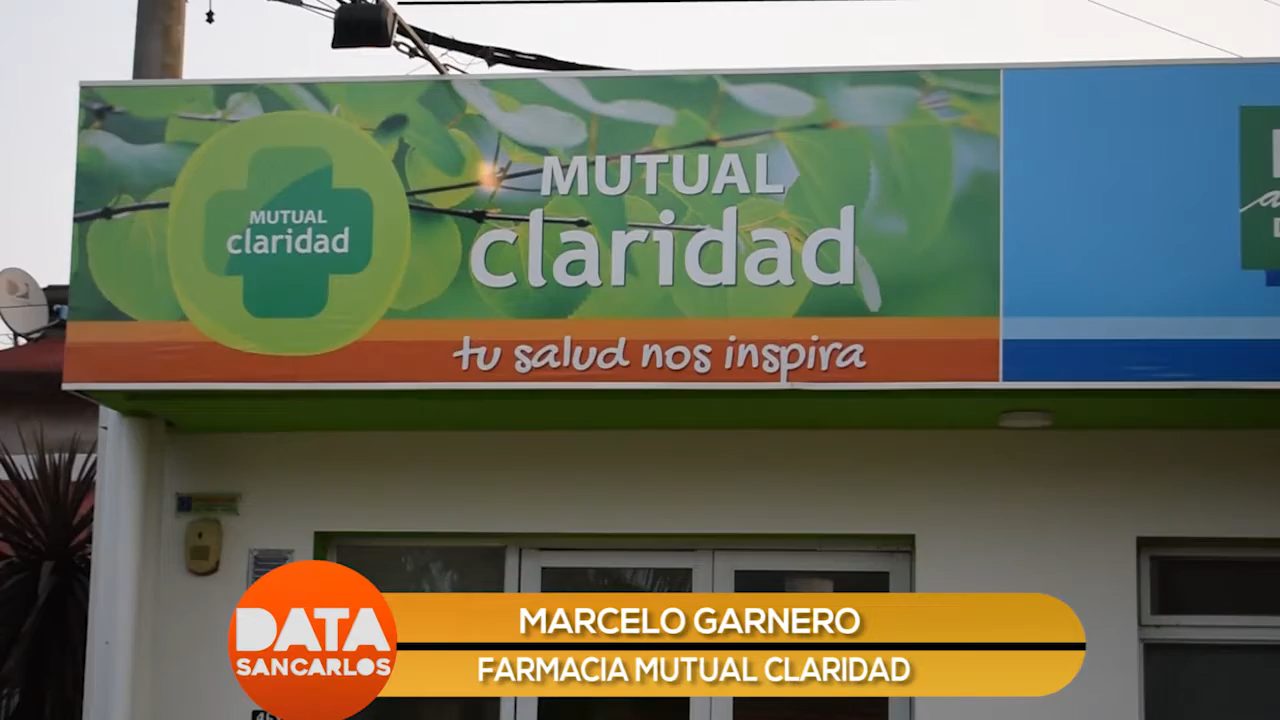 MUTUAL
claridad
MUTUAL
claridad
tu salud nos inspira
DATA
SANCARLOS
MARCELO GARNERO
FARMACIA MUTUAL CLARIDAD